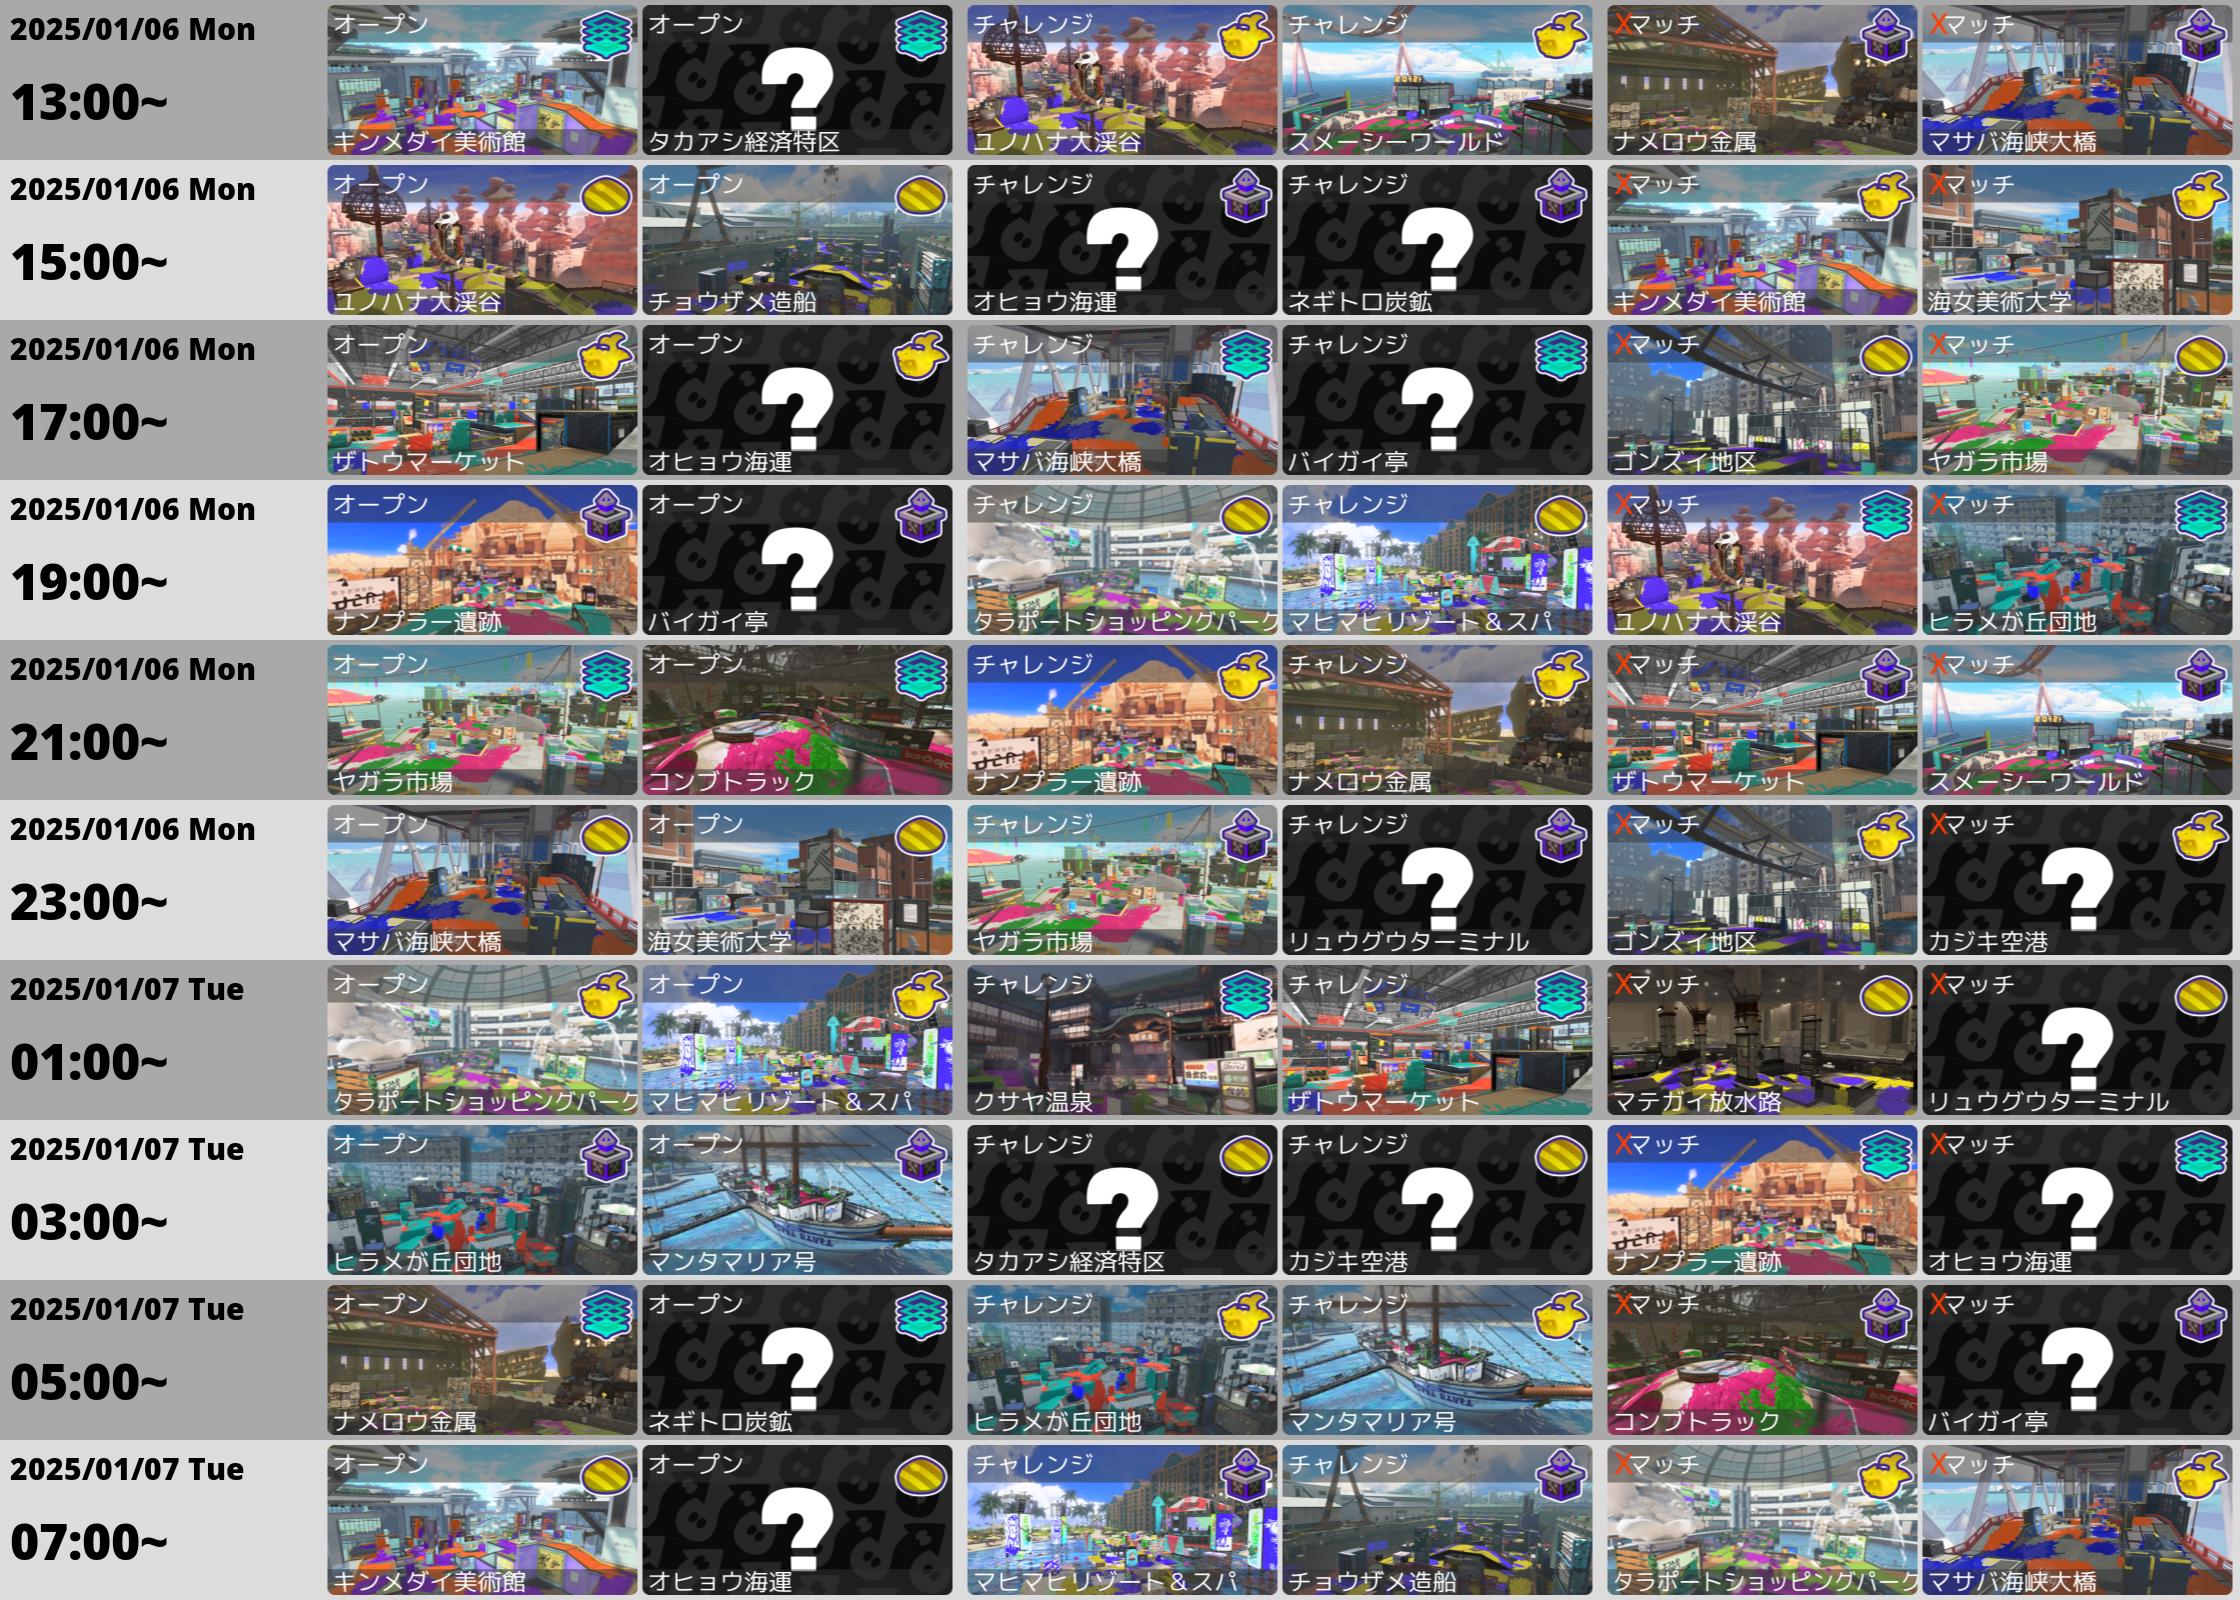 2025/01/06 Mon
13:00~
オープン
キンメダイ美術館
オープン
タカアシ経済特区
チャレンジ
ユノハナ大渓谷
チャレンジ
スメーシーワールド
Xマッチ
ナメロウ金属
Xマッチ
マサバ海峡大橋
2025/01/06 Mon
15:00~
オープン
ユノハナ大渓谷
オープン
チョウザメ造船
チャレンジ
オヒョウ海運
チャレンジ
ネギトロ炭鉱
Xマッチ
キンメダイ美術館
Xマッチ
海女美術大学
2025/01/06 Mon
17:00~
オープン
ザトウマーケット
オープン
オヒョウ海運
チャレンジ
マサバ海峡大橋
チャレンジ
バイガイ亭
Xマッチ
ゴンズイ地区
Xマッチ
ヤガラ市場
2025/01/06 Mon
19:00~
オープン
ナンプラー遺跡
オープン
バイガイ亭
チャレンジ
タラポートショッピングパーク
チャレンジ
マヒマヒリゾート&スパ
Xマッチ
ユノハナ大渓谷
Xマッチ
ヒラメが丘団地
2025/01/06 Mon
21:00~
オープン
ヤガラ市場
オープン
コンブトラック
チャレンジ
ナンプラー遺跡
チャレンジ
ナメロウ金属
Xマッチ
ザトウマーケット
Xマッチ
スメーシーワールド
2025/01/06 Mon
23:00~
オープン
マサバ海峡大橋
オープン
海女美術大学
チャレンジ
ヤガラ市場
チャレンジ
リュウグウターミナル
Xマッチ
ゴンズイ地区
Xマッチ
カジキ空港
2025/01/07 Tue
01:00~
オープン
タラポートショッピングパーク
オープン
マヒマヒリゾート&スパ
チャレンジ
クサヤ温泉
チャレンジ
ザトウマーケット
Xマッチ
マテガイ放水路
Xマッチ
リュウグウターミナル
2025/01/07 Tue
03:00~
オープン
ヒラメが丘団地
オープン
マンタマリア号
チャレンジ
タカアシ経済特区
チャレンジ
カジキ空港
Xマッチ
ナンプラー遺跡
Xマッチ
オヒョウ海運
2025/01/07 Tue
05:00~
オープン
ナメロウ金属
オープン
ネギトロ炭鉱
チャレンジ
ヒラメが丘団地
チャレンジ
マンタマリア号
Xマッチ
コンブトラック
Xマッチ
バイガイ亭
2025/01/07 Tue
07:00~
オープン
キンメダイ美術館
オープン
オヒョウ海運
チャレンジ
マヒマヒリゾート&スパ
チャレンジ
チョウザメ造船
Xマッチ
タラポートショッピングパーク
Xマッチ
マサバ海峡大橋